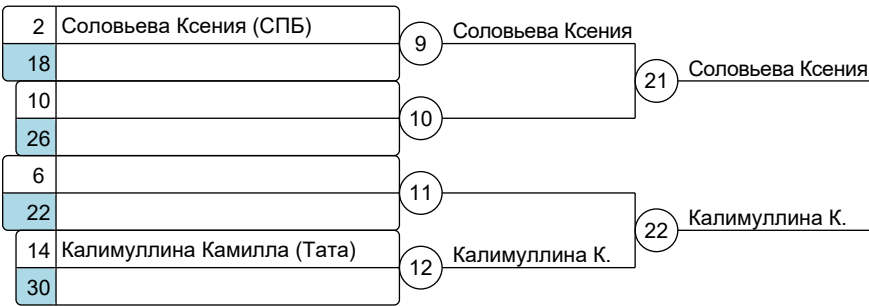 2 Соловьева Ксения (СПБ)
18
9 Соловьева Ксения
10
26
10
21 Соловьева Ксения
6
22
11
14 Калимуллина Камилла (Тата)
30
12 Калимуллина К.
22 Калимуллина К.